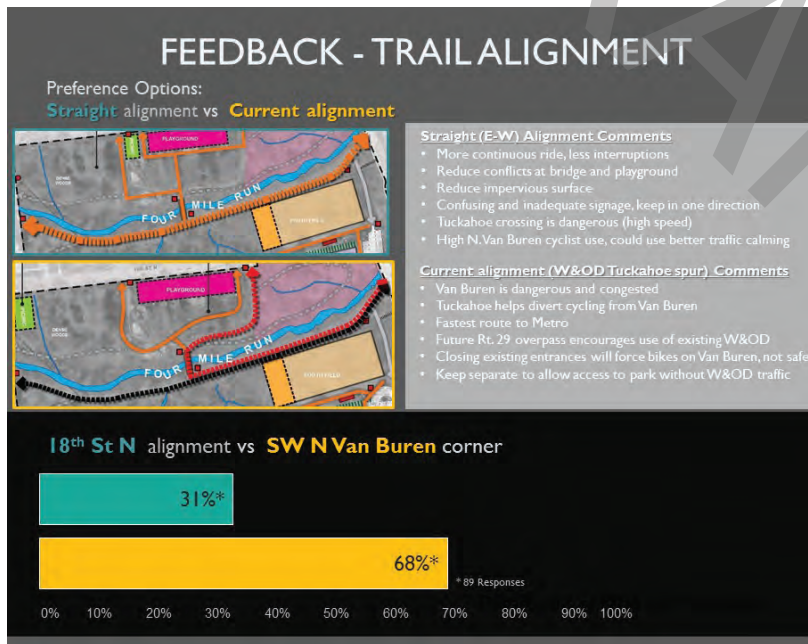 FEEDBACK - TRAIL ALIGNMENT
Preference Options:
Straight alignment vs Current alignment
PLAYGROUND
FOUR MILE RUN
Straight (E-W) Alignment Comments
• More continuous ride, less interruptions
• Reduce conflicts at bridge and playground
• Reduce impervious surface
• Confusing and inadequate signage, keep in one direction
• Tuckahoe crossing is dangerous (high speed)
• High N. Van Buren cyclist use, could use better traffic calming
PLAYGROUND
FOUR MILE RUN
Current alignment (W&OD Tuckahoe spur) Comments
• Van Buren is dangerous and congested
• Tuckahoe helps divert cycling from Van Buren
• Fastest route to Metro
• Future Rt. 29 overpass encourages use of existing W&OD
• Closing existing entrances will force bikes on Van Buren, not safe
• Keep separate to allow access to park without W&OD traffic
18th St N alignment vs SW N Van Buren corner
31%*
68%*
* 89 Responses
0% 10% 20% 30% 40% 50% 60% 70% 80% 90% 100%